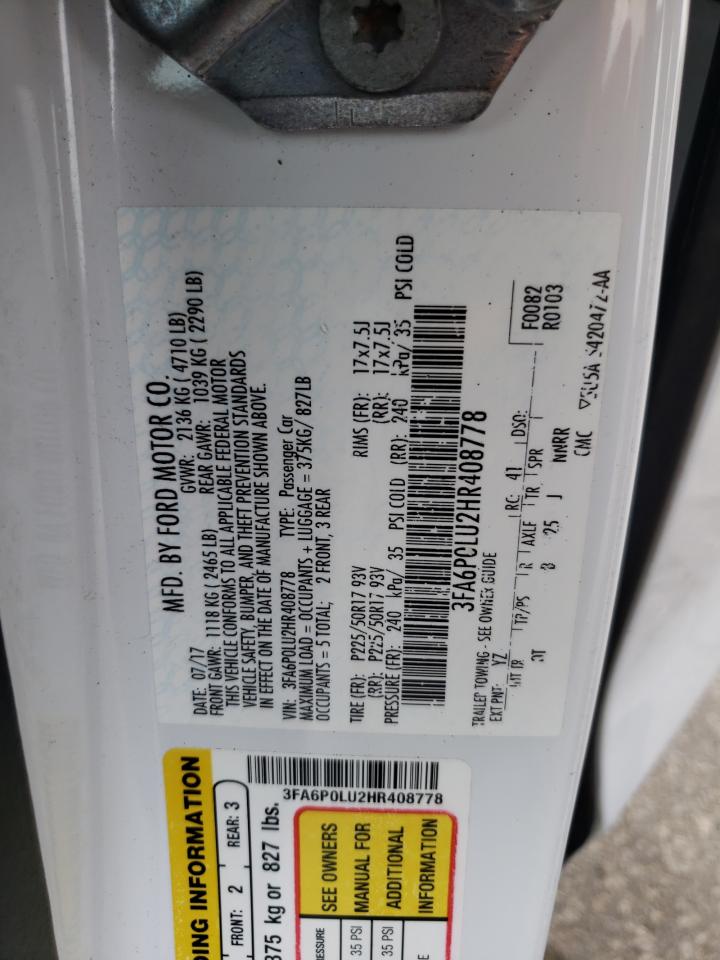 MFD. BY FORD MOTOR CO.
DATE: 07/17 GVWR: 2136 KG ( 4710 LB)
FRONT GAWR: 1118 KG ( 2465 LB) REAR GAWR: 1039 KG ( 2290 LB)
THIS VEHICLE CONFORMS TO ALL APPLICABLE FEDERAL MOTOR
VEHICLE SAFETY, BUMPER, AND THEFT PREVENTION STANDARDS
IN EFFECT ON THE DATE OF MANUFACTURE SHOWN ABOVE.
VIN: 3FA6P0LU2HR408778 TYPE: Passenger Car
MAXIMUM LOAD = OCCUPANTS + LUGGAGE = 375KG/ 827LB
OCCUPANTS = 5 TOTAL; 2 FRONT, 3 REAR
TIRE (FR): P225/50R17 93V RIMS (FR): 17x7.5J
(RR): P225/50R17 93V (RR): 17x7.5J
PRESSURE (FR): 240 kPa/ 35 PSI COLD (RR): 240 kPa/ 35 PSI COLD
3FA6P0LU2HR408778
TRAILER TOWING - SEE OWNER GUIDE
EXT PNT: YZ RC: 41 DSO:
F0082
R0103
INT TR TP/PS R AXLE TR SPR
25 J NNRR
CMC
3FA6P0LU2HR408778
INFORMATION
FRONT: 2 REAR: 3
375 kg or 827 lbs.
35 PSI
35 PSI
SEE OWNERS
MANUAL FOR
ADDITIONAL
INFORMATION